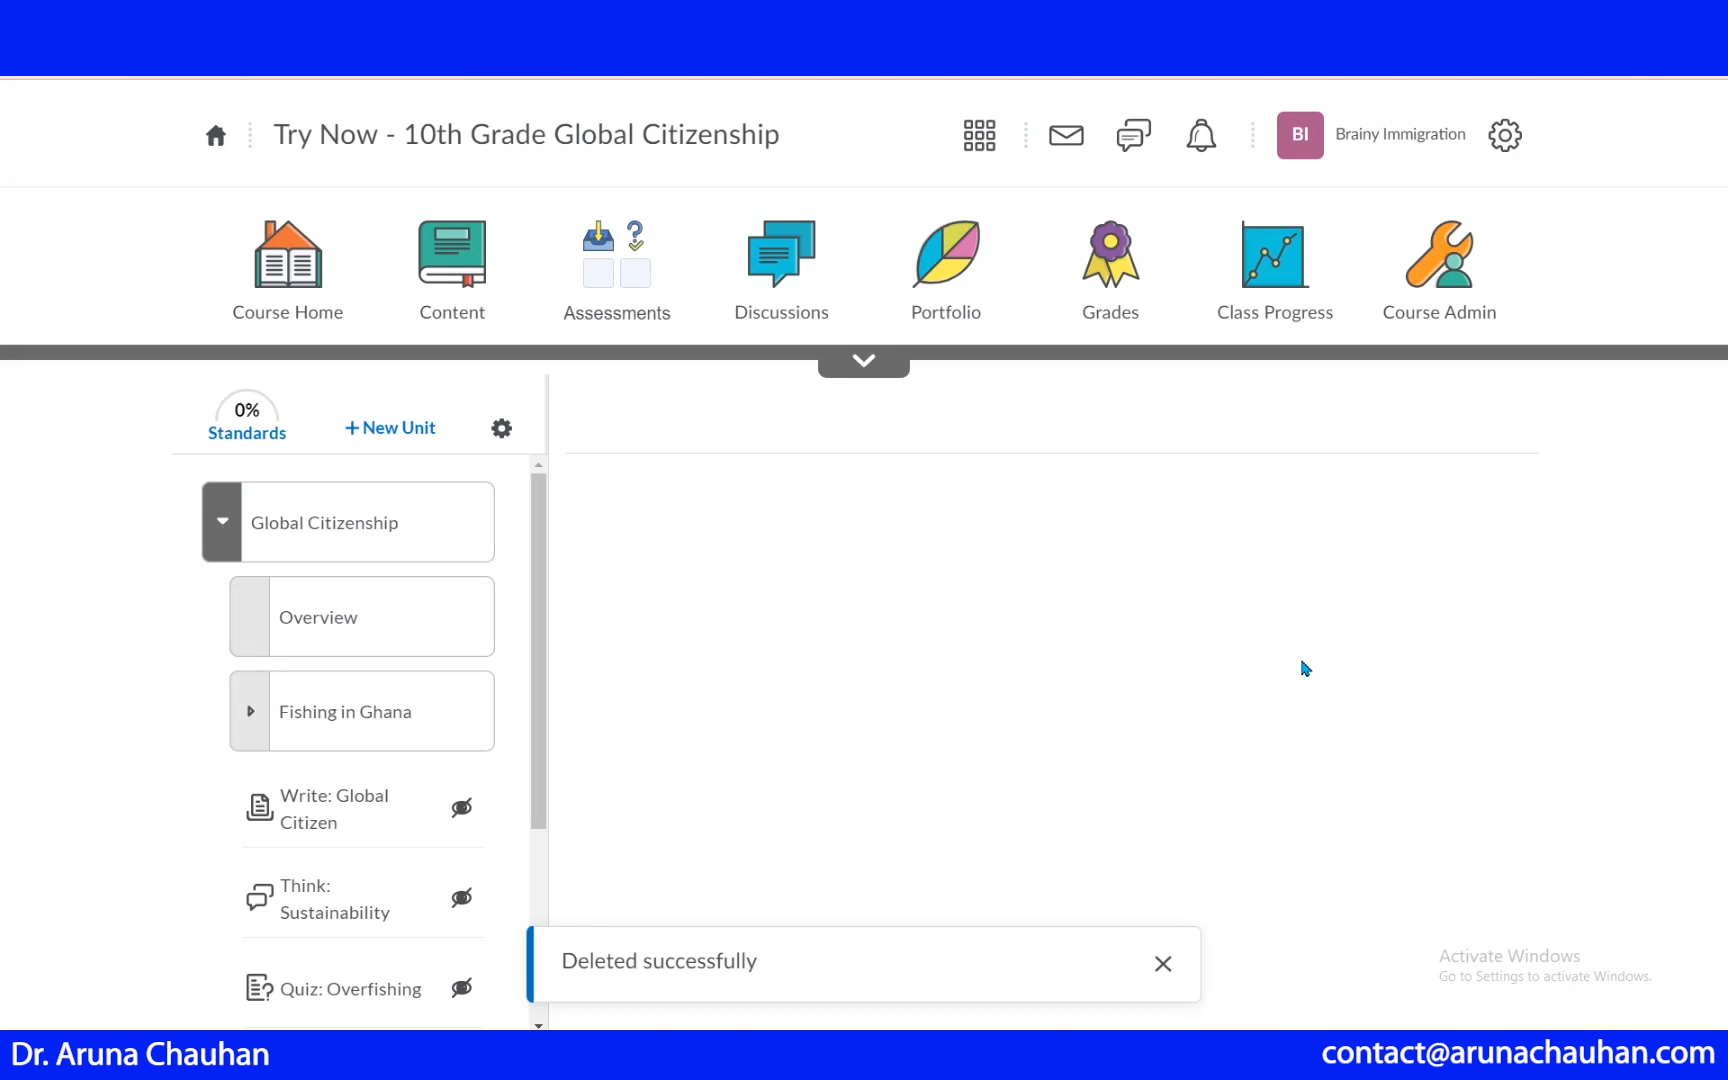 Try Now - 10th Grade Global Citizenship
BI
Brainy Immigration
Course Home
Content
Assessments
Discussions
Portfolio
Grades
Class Progress
Course Admin
0%
Standards
+ New Unit
Global Citizenship
Overview
Fishing in Ghana
Write: Global
Citizen
Think:
Sustainability
Quiz: Overfishing
Deleted successfully
Activate Windows
Go to Settings to activate Windows.
Dr. Aruna Chauhan
contact@arunachauhan.com